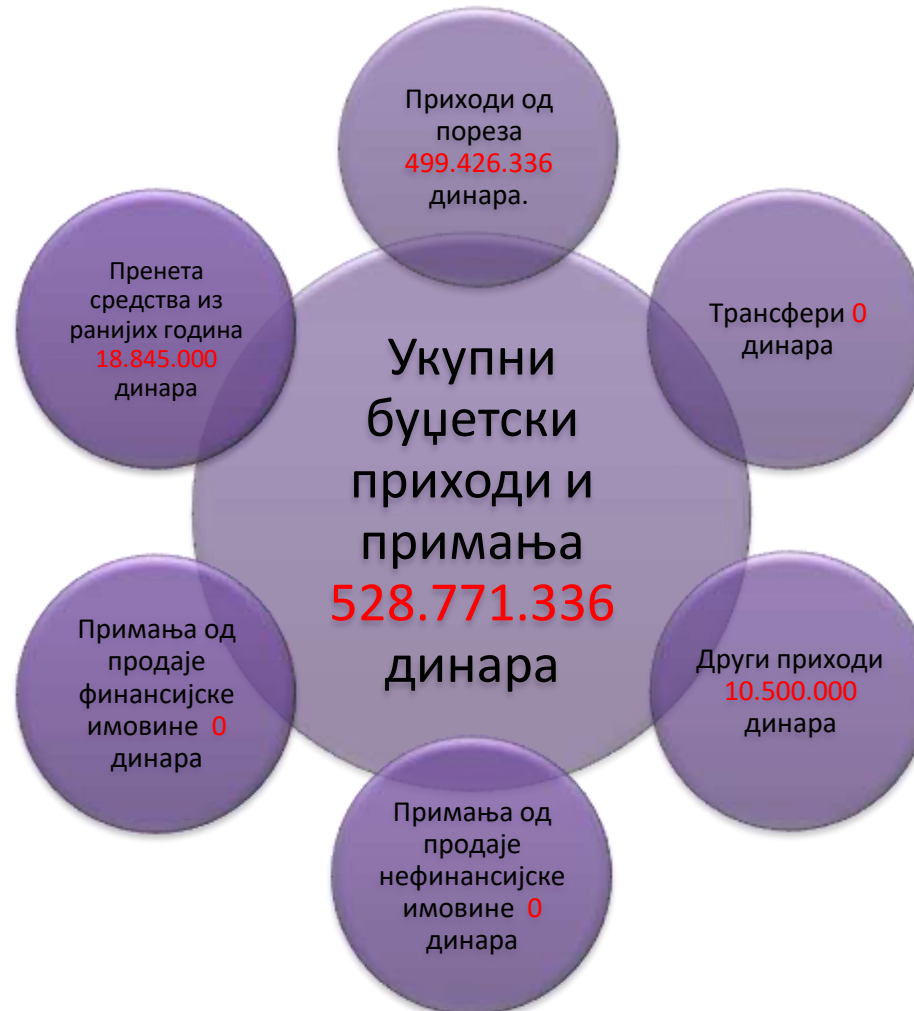 Приходи од
пореза
499.426.336
динара.
Пренета
средства из
ранијих година
18.845.000
динара
Трансфери 0
динара
Укупни
буџетски
приходи и
примања
528.771.336
динара
Примања од
продаје
финансијске
имовине 0
динара
Други приходи
10.500.000
динара
Примања од
продаје
нефинансијске
имовине 0
динара